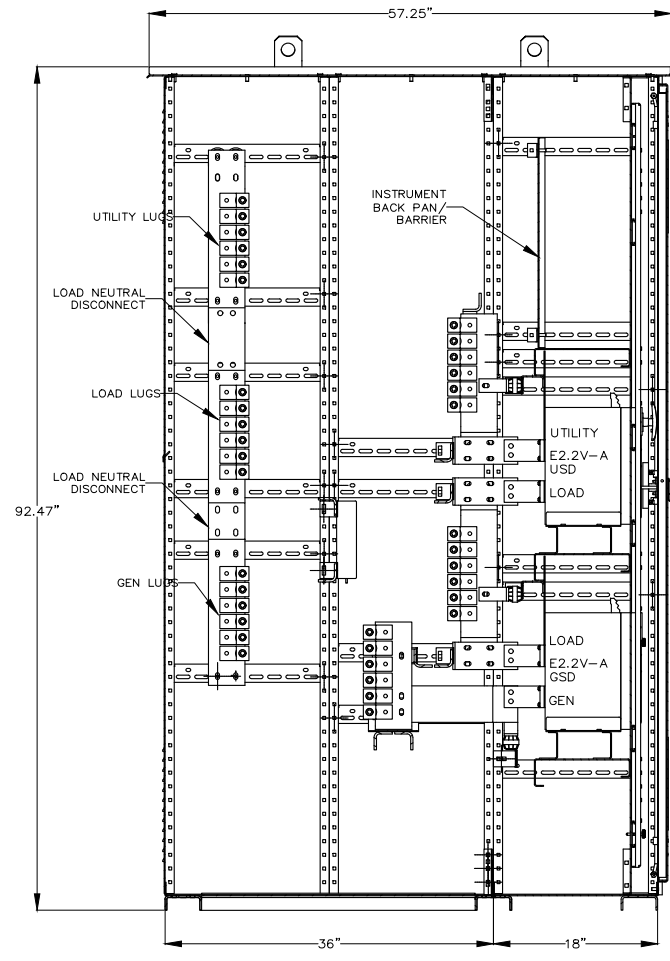 57.25"
INSTRUMENT
BACK PAN/
BARRIER
UTILITY LUGS
LOAD NEUTRAL
DISCONNECT
LOAD LUGS
UTILITY
E2.2V-A
USD
LOAD
LOAD NEUTRAL
DISCONNECT
92.47"
GEN LUGS
LOAD
E2.2V-A
GSD
GEN
36"
18"